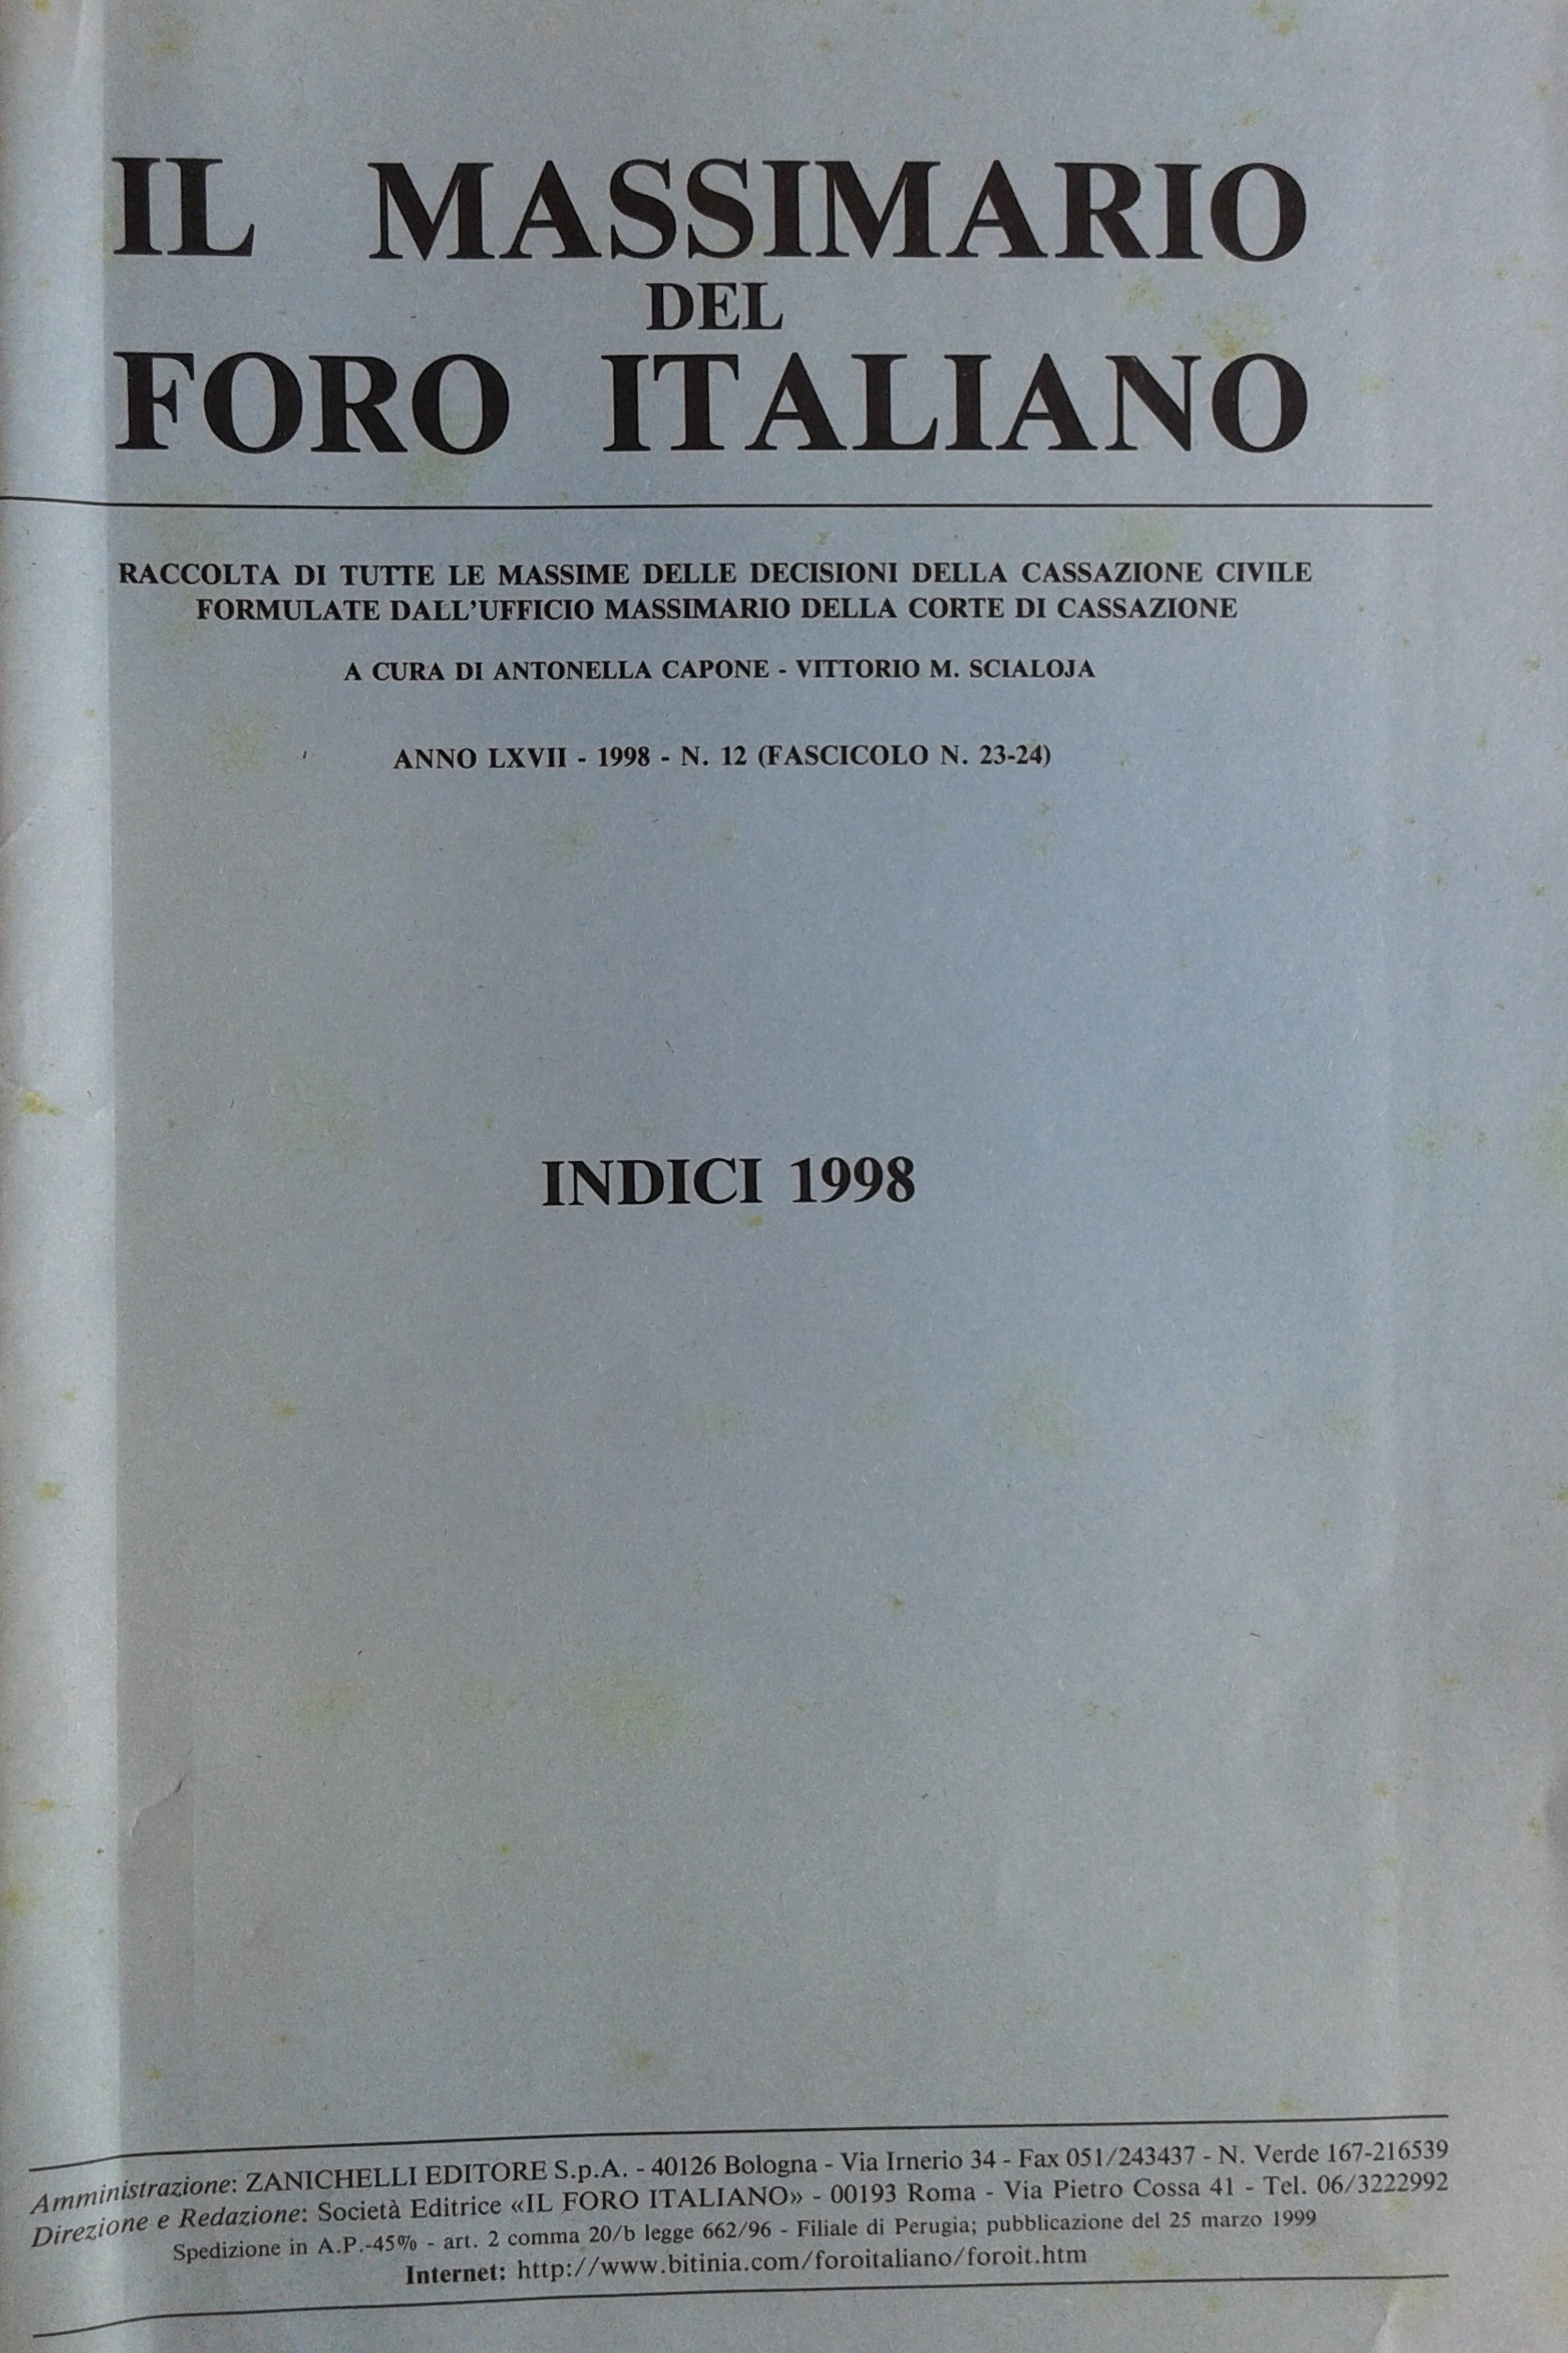 IL MASSIMARIO
DEL
FORO ITALIANO
RACCOLTA DI TUTTE LE MASSIME DELLE DECISIONI DELLA CASSAZIONE CIVILE
FORMULATE DALL'UFFICIO MASSIMARIO DELLA CORTE DI CASSAZIONE
A CURA DI ANTONELLA CAPONE - VITTORIO M. SCIALOJA
ANNO LXVII - 1998 - N. 12 (FASCICOLO N. 23-24)
INDICI 1998
Amministrazione: ZANICHELLI EDITORE S.p.A. - 40126 Bologna - Via Irnerio 34 - Fax 051/243437 - N. Verde 167-216539
Direzione e Redazione: Società Editrice «IL FORO ITALIANO» - 00193 Roma - Via Pietro Cossa 41 - Tel. 06/3222992
Spedizione in A.P.-45% - art. 2 comma 20/b legge 662/96 - Filiale di Perugia; pubblicazione del 25 marzo 1999
Internet: http://www.bitinia.com/foroitaliano/foroit.htm